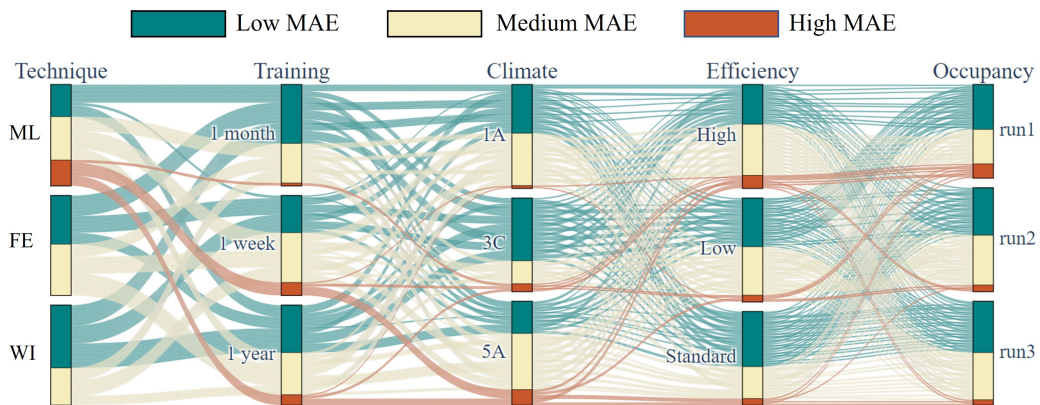 Low MAE Medium MAE High MAE
Technique Training Climate Efficiency Occupancy
ML 1 month 1A High run1
FE 1 week 3C Low run2
WI 1 year 5A Standard run3